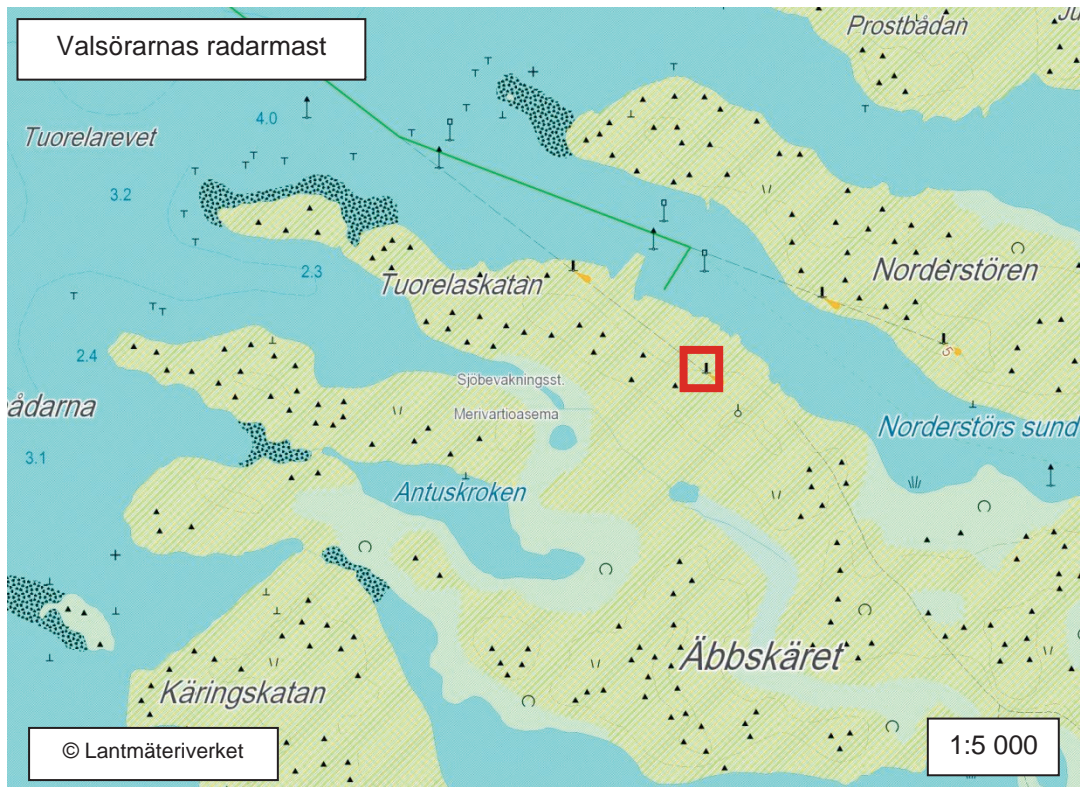 Valsörarnas radarmast
Prostbådan
Tuorelarevet
4.0
3.2
2.3
Tuorelaskatan
Norderstören
5
2.4
Sjöbevakningsst.
Merivartioasema
ådarna
Norderstörs sund
3.1
Antuskroken
Äbbskäret
Käringskatan
© Lantmäteriverket
1:5 000